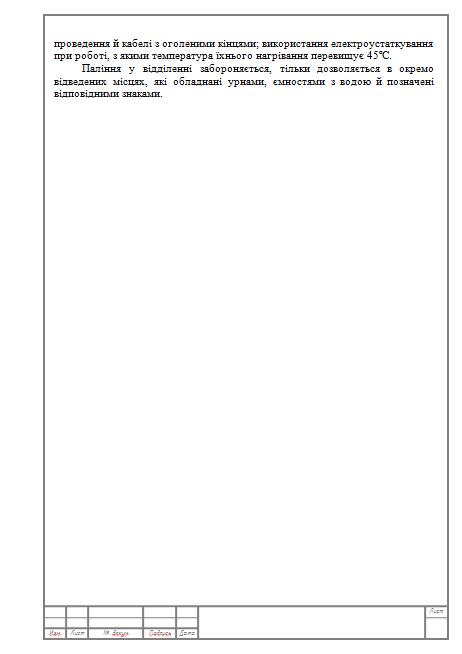 проведення й кабелі з оголеними кінцями; використання електроустаткування
при роботі, з якими температура їхнього нагрівання перевищує 45℃.
Паління у відділенні забороняється, тільки дозволяється в окремо
відведених місцях, які обладнані урнами, ємностями з водою й позначені
відповідними знаками.
Лист
Изм. Лист № докум. Подпись Дата